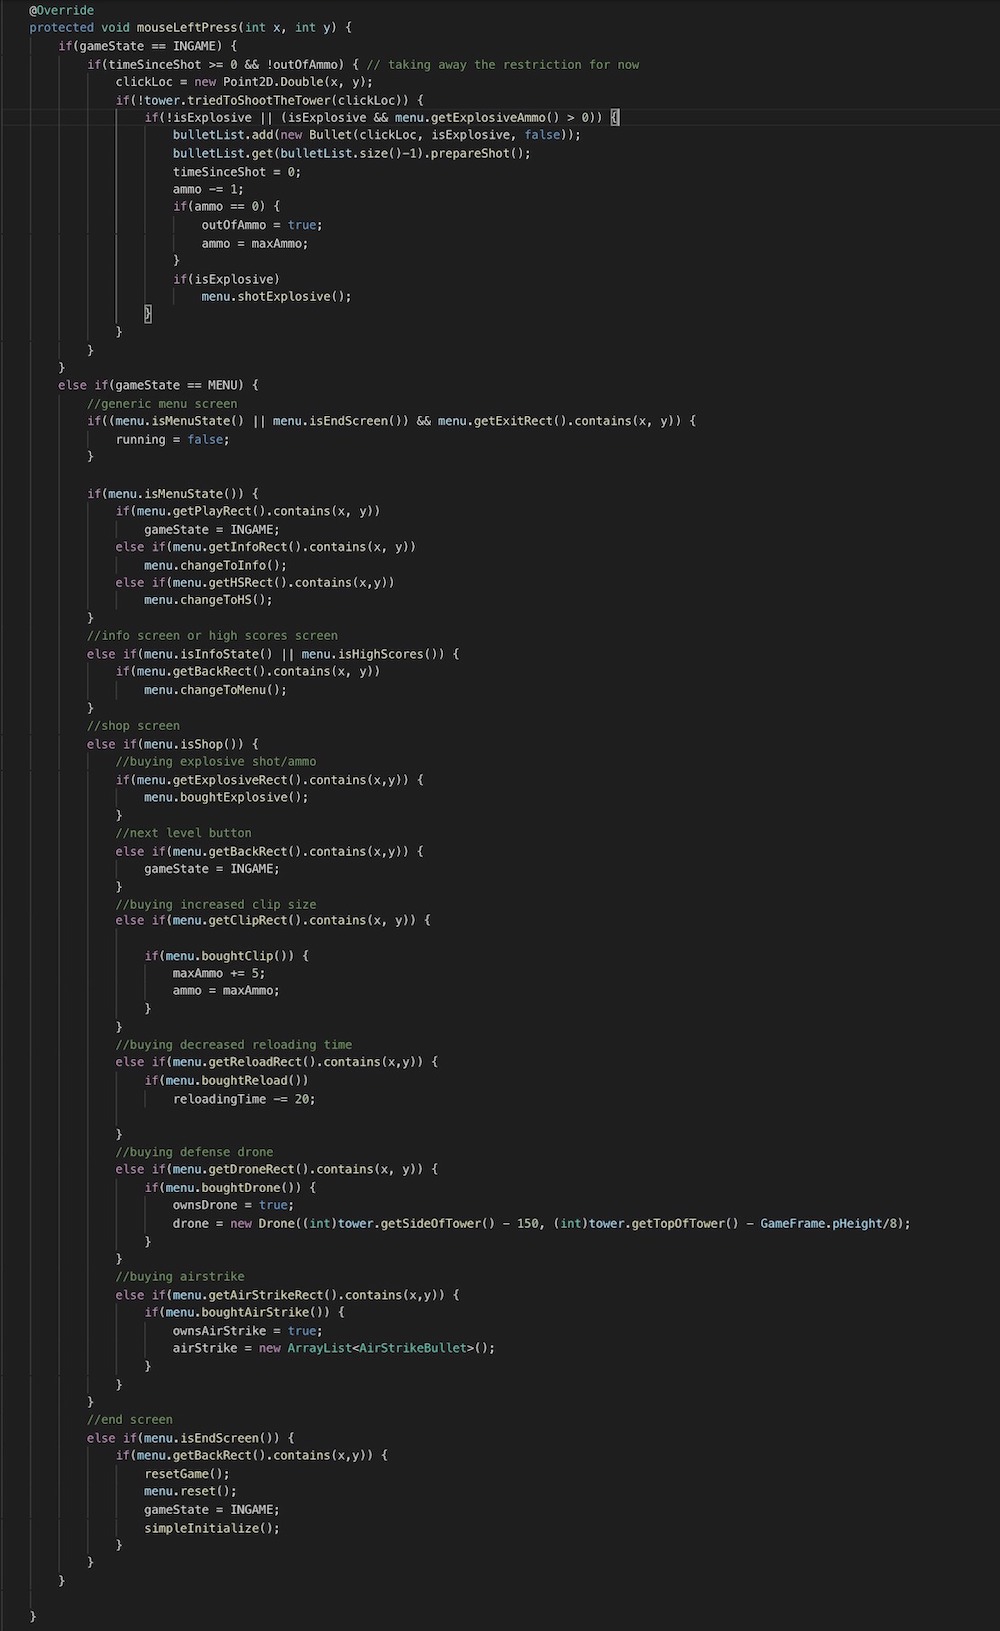 @Override
protected void mouseLeftPress(int x, int y) {
if(gameState == INGAME) {
if(timeSinceShot >= 0 && !outOfAmmo) { // taking away the restriction for now
clickLoc = new Point2D.Double(x, y);
if(!tower.triedToShootTheTower(clickLoc)) {
if(!isExplosive || (isExplosive && menu.getExplosiveAmmo() > 0)) {
bulletList.add(new Bullet(clickLoc, isExplosive, false));
bulletList.get(bulletList.size()-1).prepareShot();
timeSinceShot = 0;
ammo -= 1;
if(ammo == 0) {
outOfAmmo = true;
ammo = maxAmmo;
}
if(isExplosive)
menu.shotExplosive();
}
}
}
}
else if(gameState == MENU) {
//generic menu screen
if((menu.isMenuState() || menu.isEndScreen()) && menu.getExitRect().contains(x, y)) {
running = false;
}
if(menu.isMenuState()) {
if(menu.getPlayRect().contains(x, y))
gameState = INGAME;
else if(menu.getInfoRect().contains(x, y))
menu.changeToInfo();
else if(menu.getHSRect().contains(x,y))
menu.changeToHS();
}
//info screen or high scores screen
else if(menu.isInfoState() || menu.isHighScores()) {
if(menu.getBackRect().contains(x, y))
menu.changeToMenu();
}
//shop screen
else if(menu.isShop()) {
//buying explosive shot/ammo
if(menu.getExplosiveRect().contains(x,y)) {
menu.boughtExplosive();
}
//next level button
else if(menu.getBackRect().contains(x,y)) {
gameState = INGAME;
}
//buying increased clip size
else if(menu.getClipRect().contains(x, y)) {
if(menu.boughtClip()) {
maxAmmo += 5;
ammo = maxAmmo;
}
}
//buying decreased reloading time
else if(menu.getReloadRect().contains(x,y)) {
if(menu.boughtReload())
reloadingTime -= 20;
}
//buying defense drone
else if(menu.getDroneRect().contains(x, y)) {
if(menu.boughtDrone()) {
ownsDrone = true;
drone = new Drone((int)tower.getSideOfTower() - 150, (int)tower.getTopOfTower() - GameFrame.pHeight/8);
}
}
//buying airstrike
else if(menu.getAirStrikeRect().contains(x,y)) {
if(menu.boughtAirStrike()) {
ownsAirStrike = true;
airStrike = new ArrayList<AirStrikeBullet>();
}
}
}
//end screen
else if(menu.isEndScreen()) {
if(menu.getBackRect().contains(x,y)) {
resetGame();
menu.reset();
gameState = INGAME;
simpleInitialize();
}
}
}
}